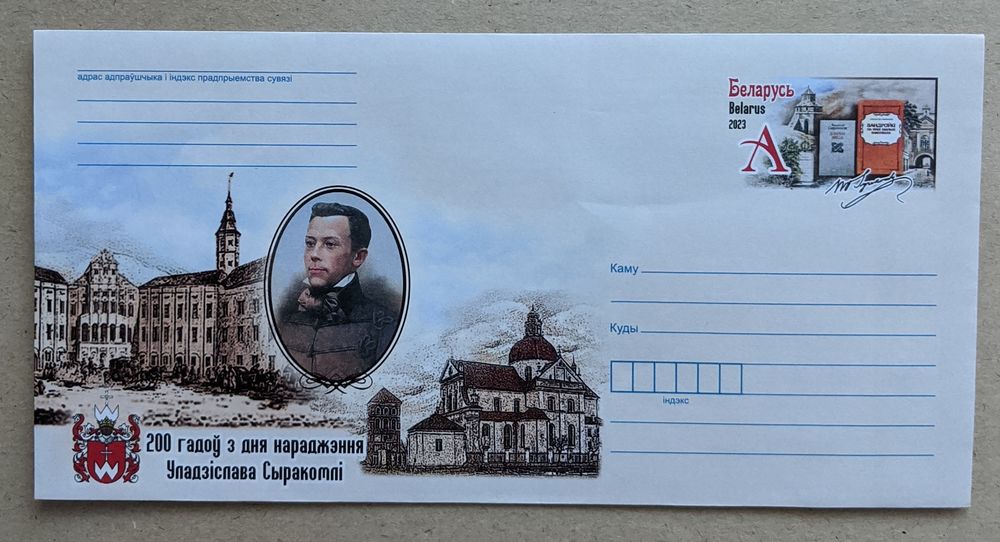 адрас адпраўшчыка і індэкс прадпрыемства сувязі
Беларусь
Belarus
2023
А
ВАНДРОЎКІ
Каму
Куды
індэкс
200 гадоў з дня нараджэння
Уладзіслава Сыракомлі